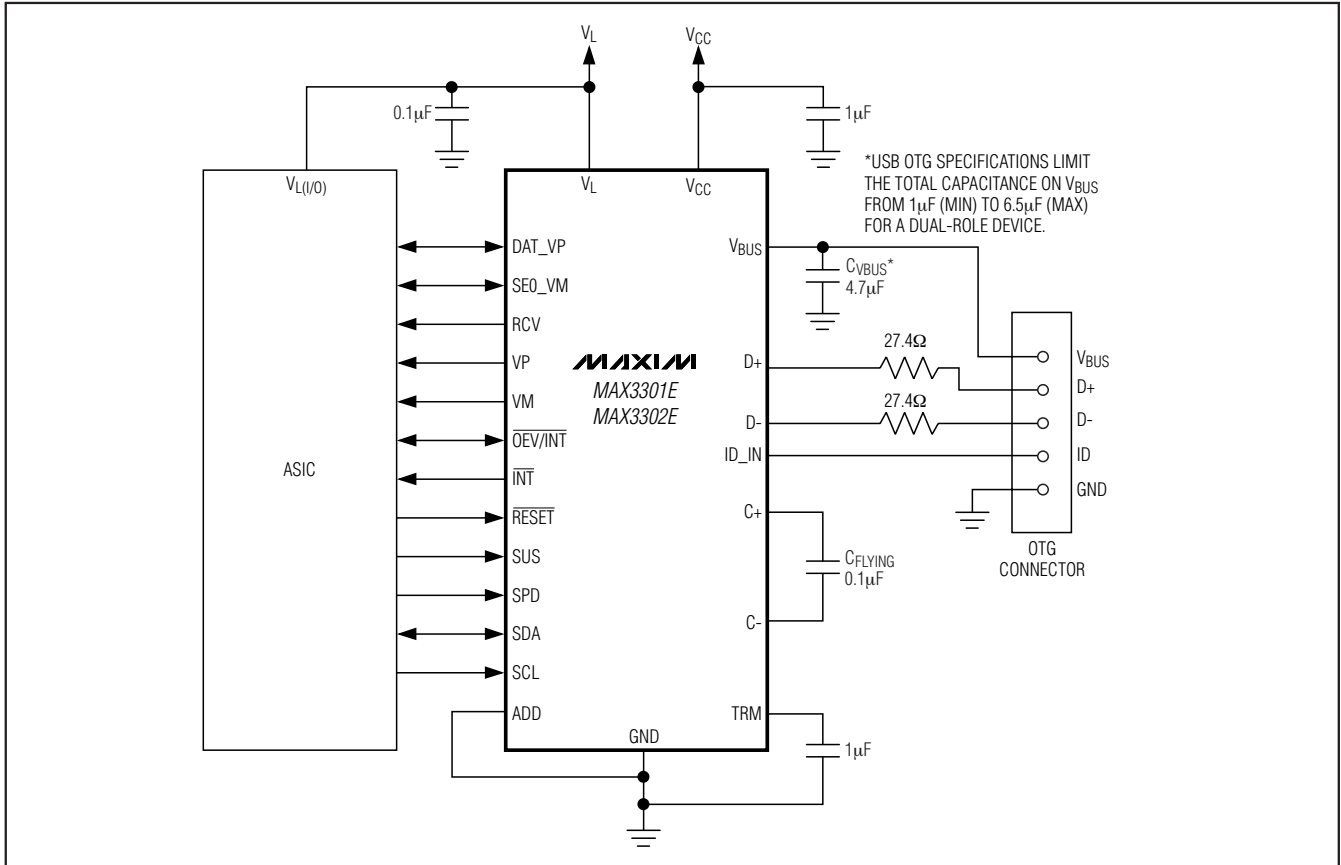 VL
VCC
0.1µF
1µF
*USB OTG SPECIFICATIONS LIMIT
THE TOTAL CAPACITANCE ON VBUS
FROM 1µF (MIN) TO 6.5µF (MAX)
FOR A DUAL-ROLE DEVICE.
VL(I/O)
VL
VCC
DAT_VP
SE0_VM
RCV
VP
VM
OEV/INT
INT
RESET
SUS
SPD
SDA
SCL
ADD
ASIC
MAXIM
MAX3301E
MAX3302E
GND
VBUS
D+
D-
ID_IN
C+
C-
TRM
CVBUS*
4.7µF
27.4Ω
27.4Ω
CFLYING
0.1µF
1µF
VBUS
D+
D-
ID
GND
OTG
CONNECTOR